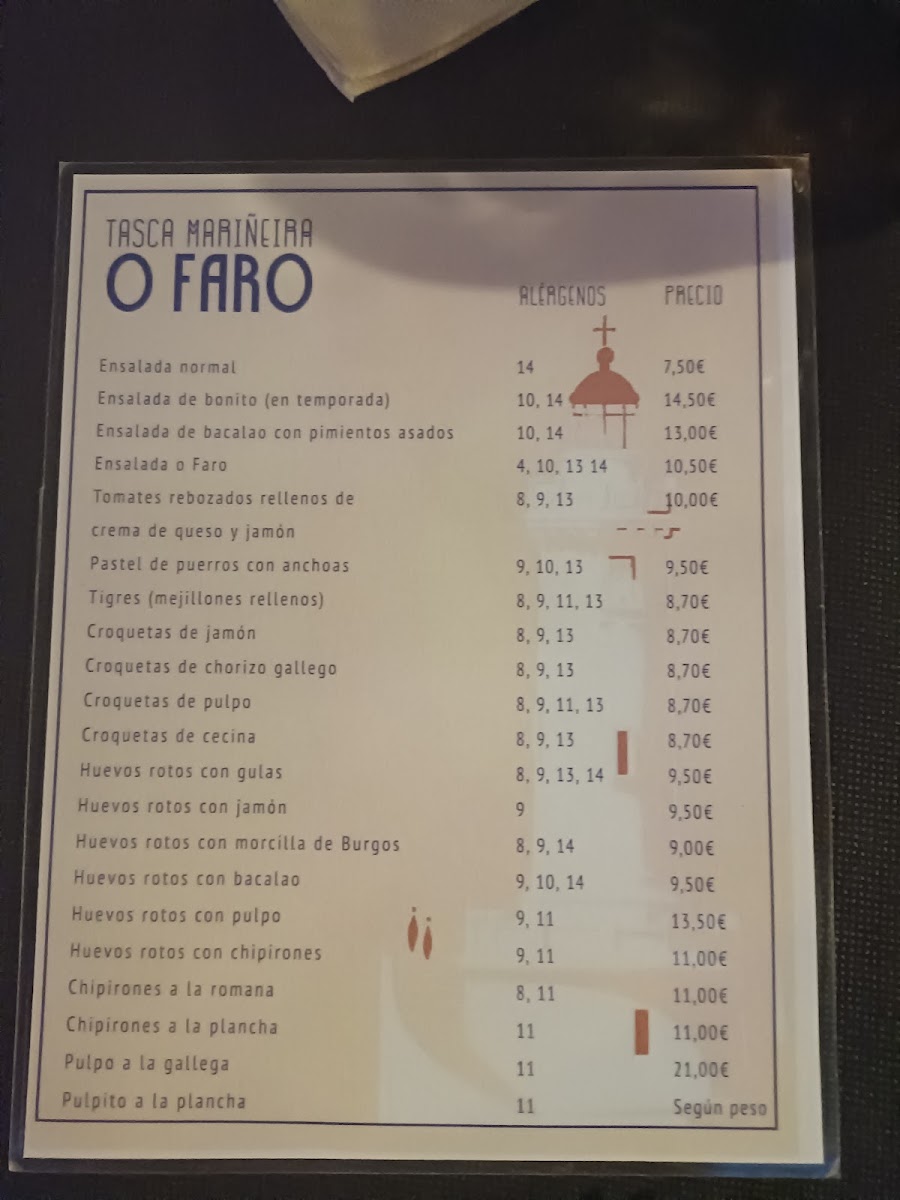 TASCA MARIÑEIRA
O FARO
ALÉRGENOS PRECIO
Ensalada normal 14 7,50€
Ensalada de bonito (en temporada) 10, 14 14,50€
Ensalada de bacalao con pimientos asados 10, 14 13,00€
Ensalada o Faro 4, 10, 13 14 10,50€
Tomates rebozados rellenos de 8, 9, 13 10,00€
crema de queso y jamón
Pastel de puerros con anchoas 9, 10, 13 9,50€
Tigres (mejillones rellenos) 8, 9, 11, 13 8,70€
Croquetas de jamón 8, 9, 13 8,70€
Croquetas de chorizo gallego 8, 9, 13 8,70€
Croquetas de pulpo 8, 9, 11, 13 8,70€
Croquetas de cecina 8, 9, 13 8,70€
Huevos rotos con gulas 8, 9, 13, 14 9,50€
Huevos rotos con jamón 9 9,50€
Huevos rotos con morcilla de Burgos 8, 9, 14 9,00€
Huevos rotos con bacalao 9, 10, 14 9,50€
Huevos rotos con pulpo 9, 11 13,50€
Huevos rotos con chipirones 9, 11 11,00€
Chipirones a la romana 8, 11 11,00€
Chipirones a la plancha 11 11,00€
Pulpo a la gallega 11 21,00€
Pulpito a la plancha 11 Según peso